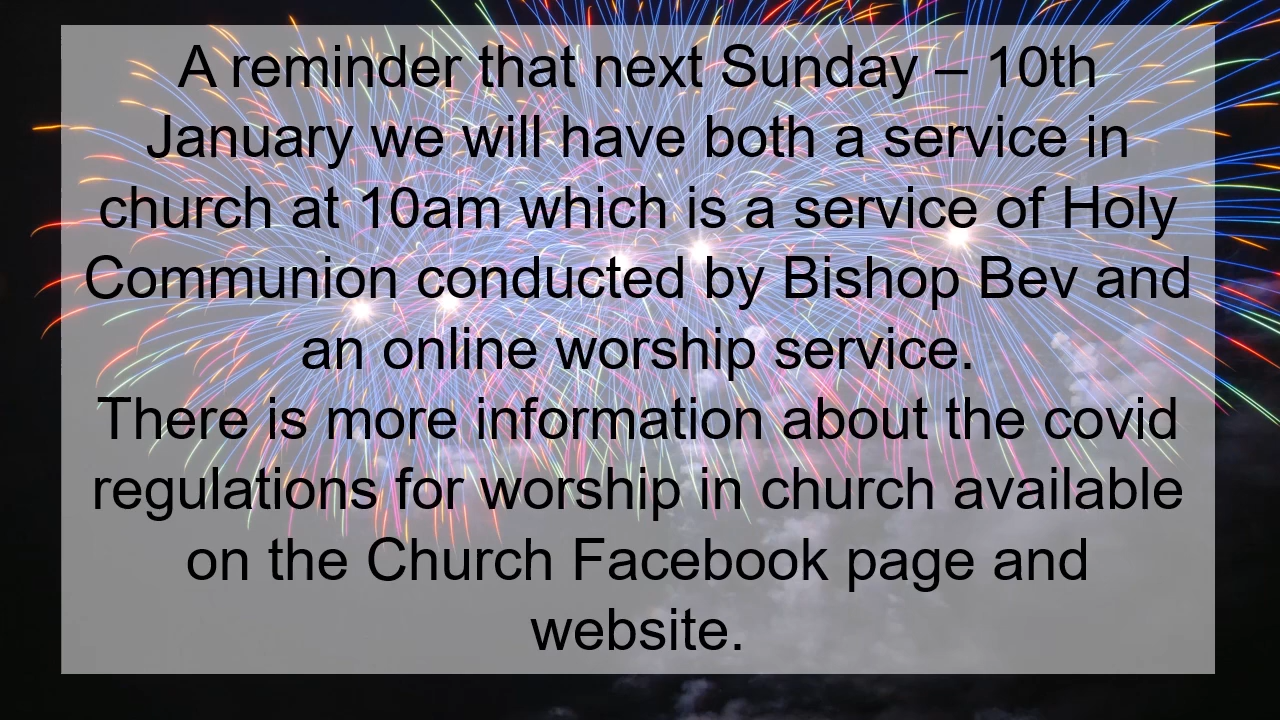 A reminder that next Sunday – 10th
January we will have both a service in
church at 10am which is a service of Holy
Communion conducted by Bishop Bev and
an online worship service.
There is more information about the covid
regulations for worship in church available
on the Church Facebook page and
website.